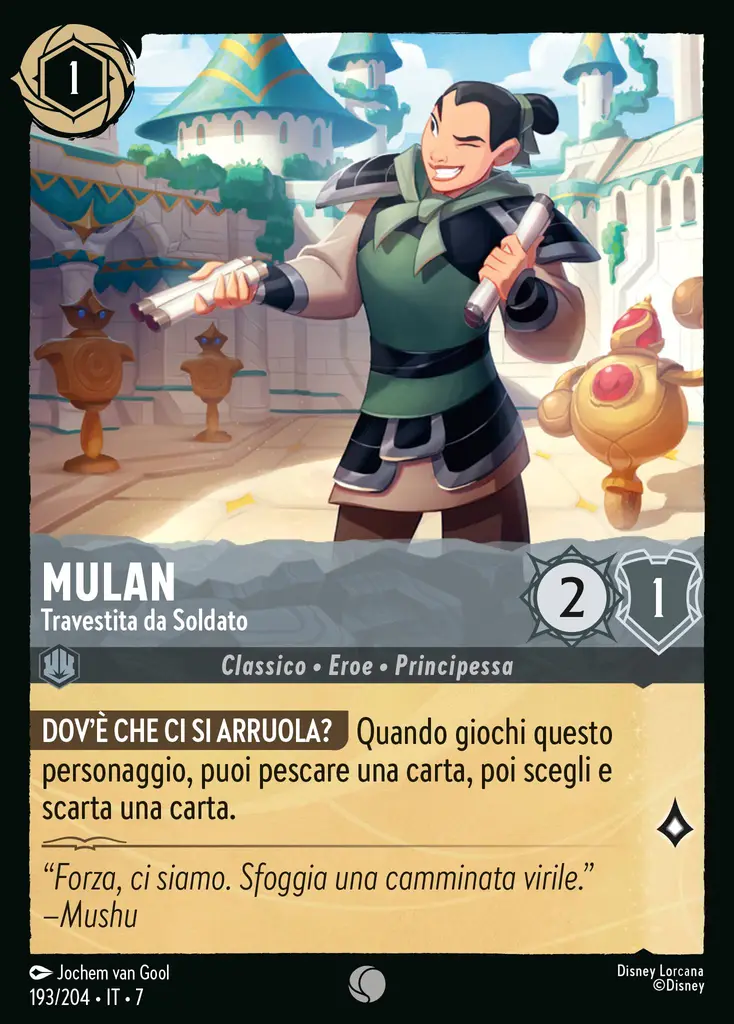 1
MULAN
Travestita da Soldato
2
1
Classico • Eroe • Principessa
DOV'È CHE CI SI ARRUOLA? Quando giochi questo
personaggio, puoi pescare una carta, poi scegli e
scarta una carta.
“Forza, ci siamo. Sfoggia una camminata virile.”
–Mushu
Jochem van Gool
Disney Lorcana
193/204 • IT • 7
©Disney